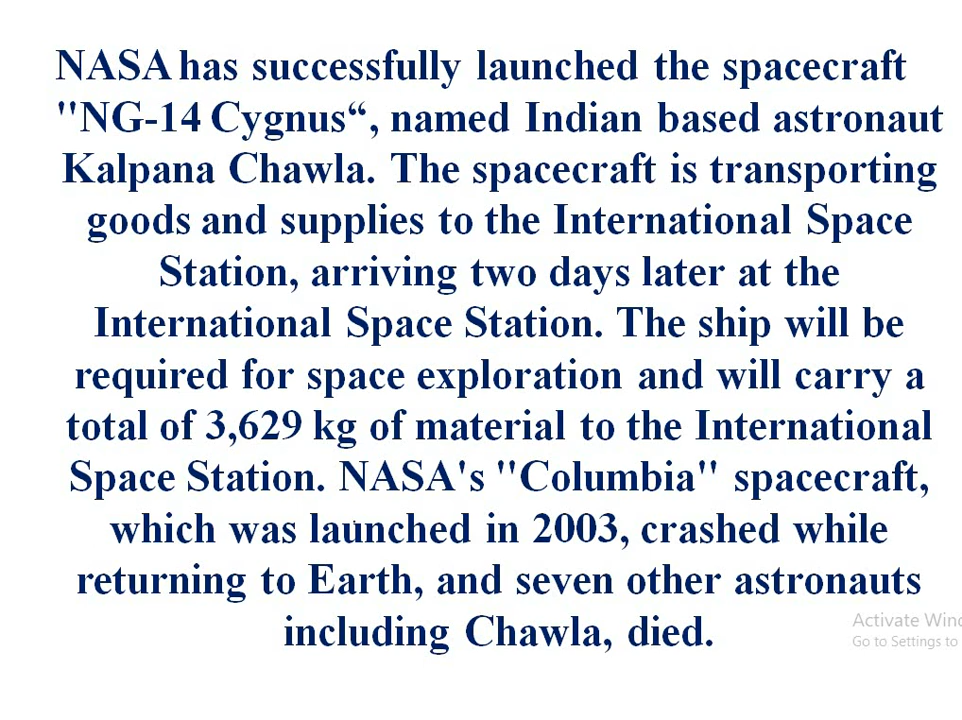 NASA has successfully launched the spacecraft
"NG-14 Cygnus“, named Indian based astronaut
Kalpana Chawla. The spacecraft is transporting
goods and supplies to the International Space
Station, arriving two days later at the
International Space Station. The ship will be
required for space exploration and will carry a
total of 3,629 kg of material to the International
Space Station. NASA's "Columbia" spacecraft,
which was launched in 2003, crashed while
returning to Earth, and seven other astronauts
including Chawla, died.
Activate Win
Go to Settings to